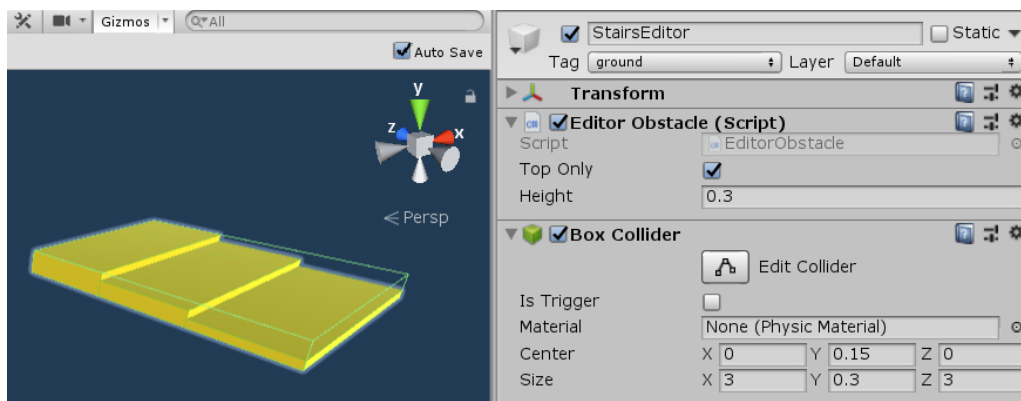 Gizmos All
Auto Save
y
z x
Persp
StairsEditor Static
Tag ground Layer Default
Transform
Editor Obstacle (Script)
Script EditorObstacle
Top Only
Height 0.3
Box Collider
Edit Collider
Is Trigger
Material None (Physic Material)
Center X 0 Y 0.15 Z 0
Size X 3 Y 0.3 Z 3